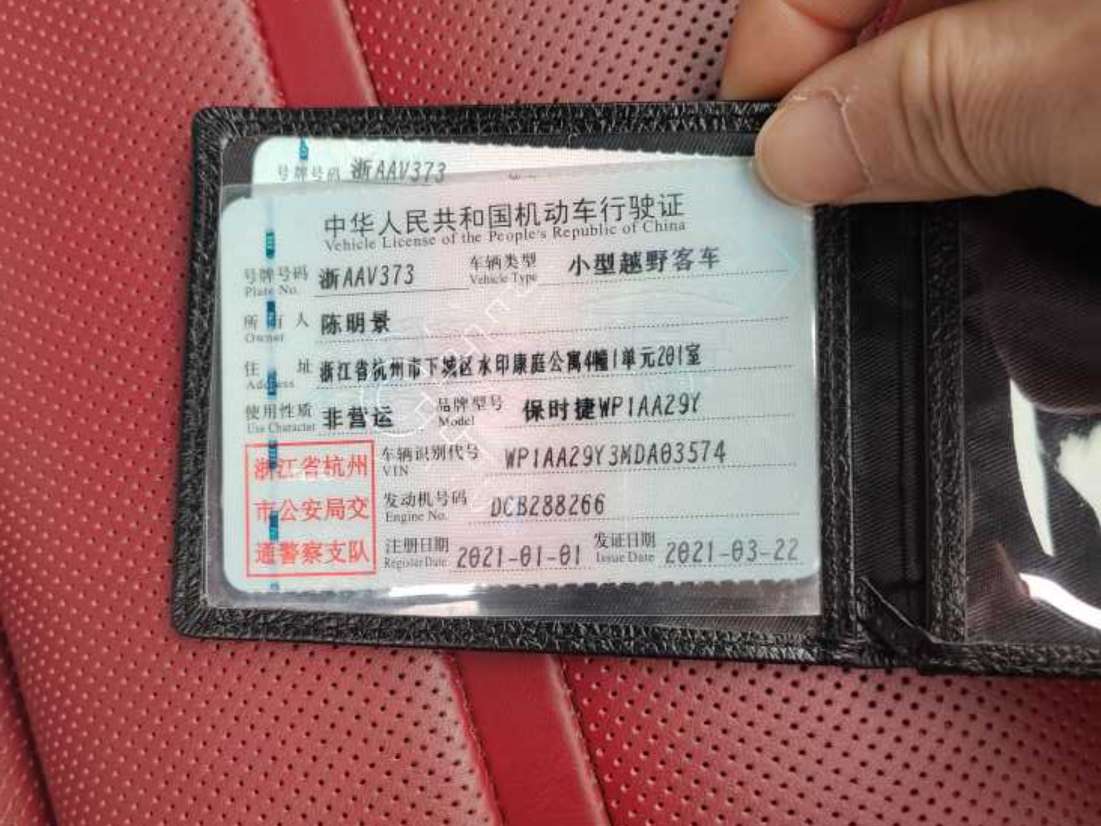 号牌号码 浙AAV373
中华人民共和国机动车行驶证
Vehicle License of the People's Republic of China
号牌号码 浙AAV373 车辆类型 小型越野客车
Plate No. Vehicle Type
所有人 陈明景
Owner
住址 浙江省杭州市下城区水印康庭公寓4幢1单元201室
Address
使用性质 非营运 品牌型号 保时捷WP1AA29Y
Use Character Model
浙江省杭州
市公安局交
通警察支队
车辆识别代号 WP1AA29Y3MDA03574
VIN
发动机号码 DCB288266
Engine No.
注册日期 2021-01-01 发证日期 2021-03-22
Register Date Issue Date